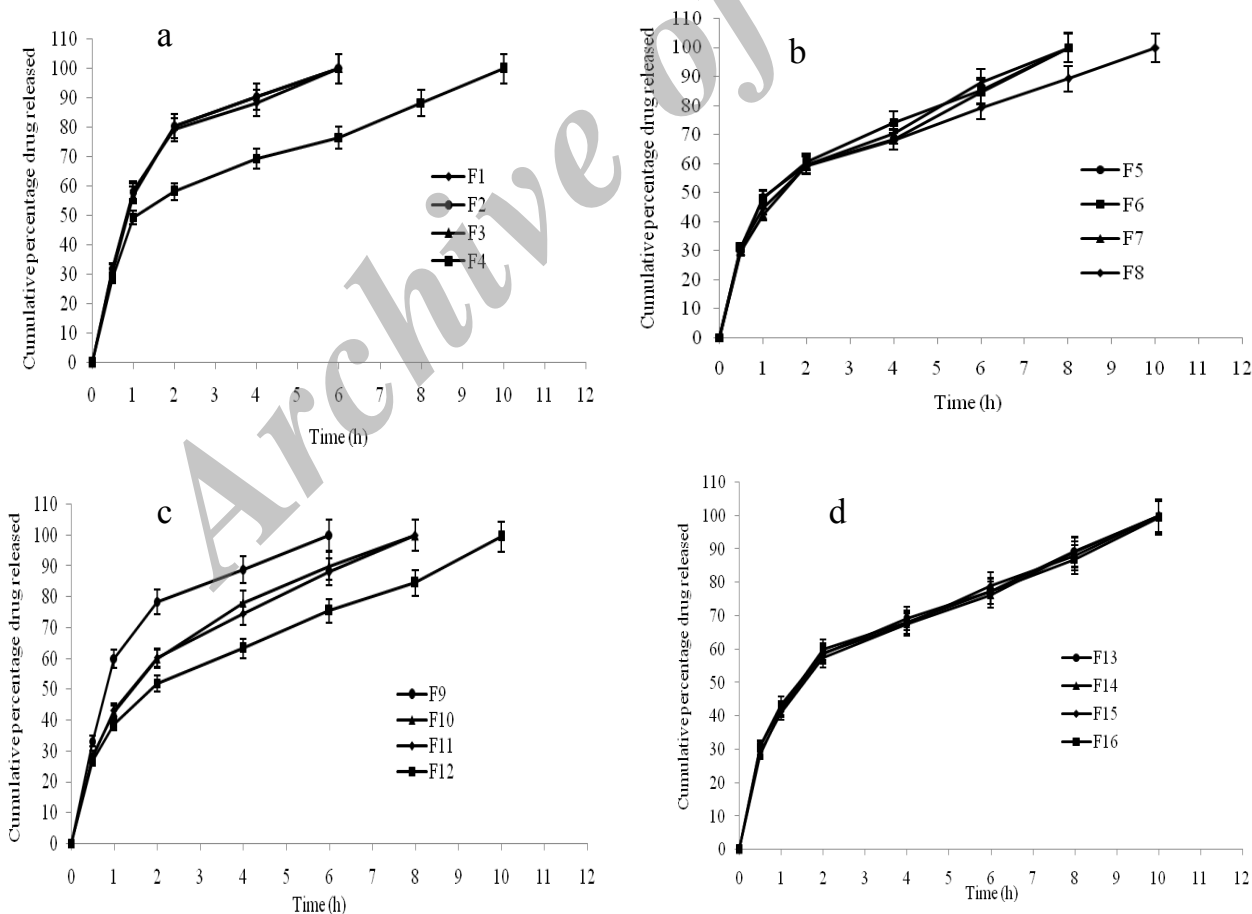 a
Cumulative percentage drug released
110
100
90
80
70
60
50
40
30
20
10
0
F1
F2
F3
F4
0 1 2 3 4 5 6 7 8 9 10 11 12
Time (h)
b
Cumulative percentage drug released
110
100
90
80
70
60
50
40
30
20
10
0
F5
F6
F7
F8
0 1 2 3 4 5 6 7 8 9 10 11 12
Time (h)
c
Cumulative percentage drug released
110
100
90
80
70
60
50
40
30
20
10
0
F9
F10
F11
F12
0 1 2 3 4 5 6 7 8 9 10 11 12
Time (h)
d
Cumulative percentage drug released
110
100
90
80
70
60
50
40
30
20
10
0
F13
F14
F15
F16
0 1 2 3 4 5 6 7 8 9 10 11 12
Time (h)
Archive of